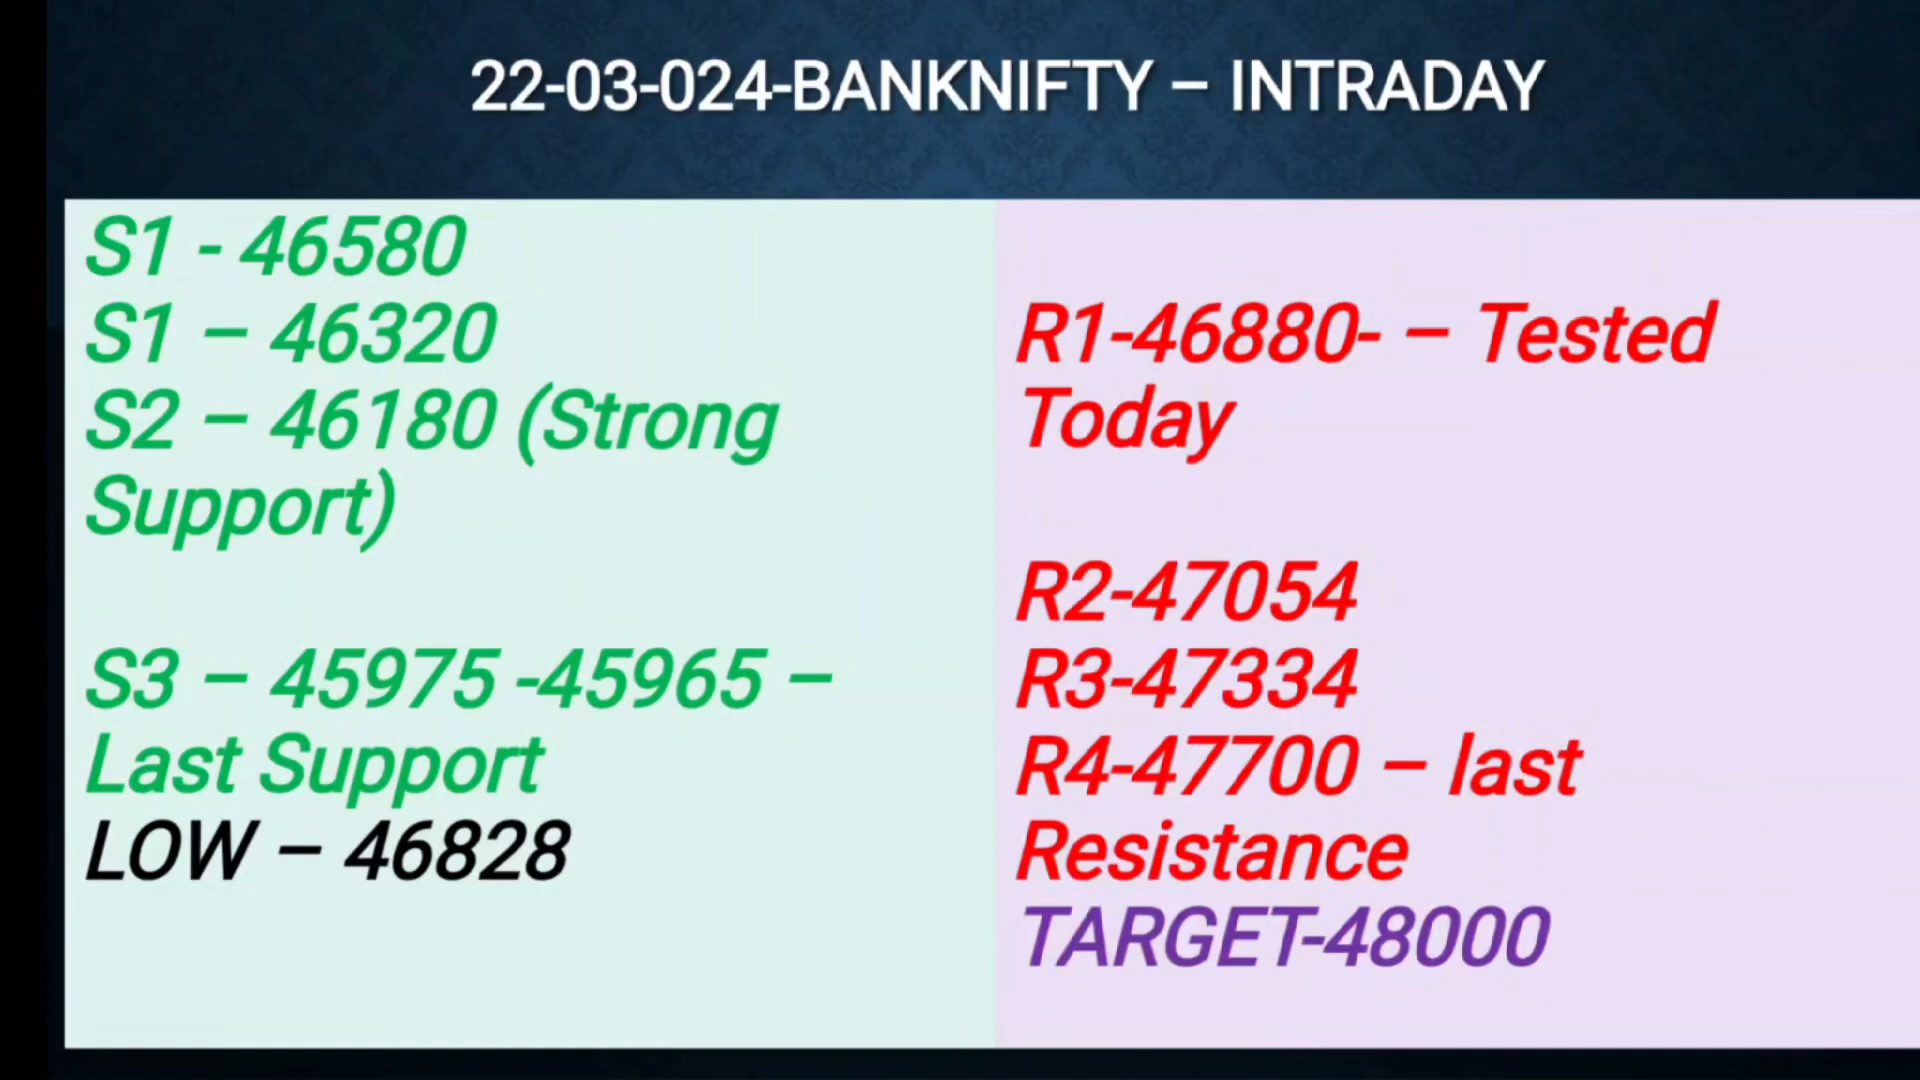 22-03-024-BANKNIFTY – INTRADAY
S1 - 46580
S1 – 46320
S2 – 46180 (Strong
Support)
S3 – 45975 -45965 –
Last Support
LOW – 46828
R1-46880- – Tested
Today
R2-47054
R3-47334
R4-47700 – last
Resistance
TARGET-48000